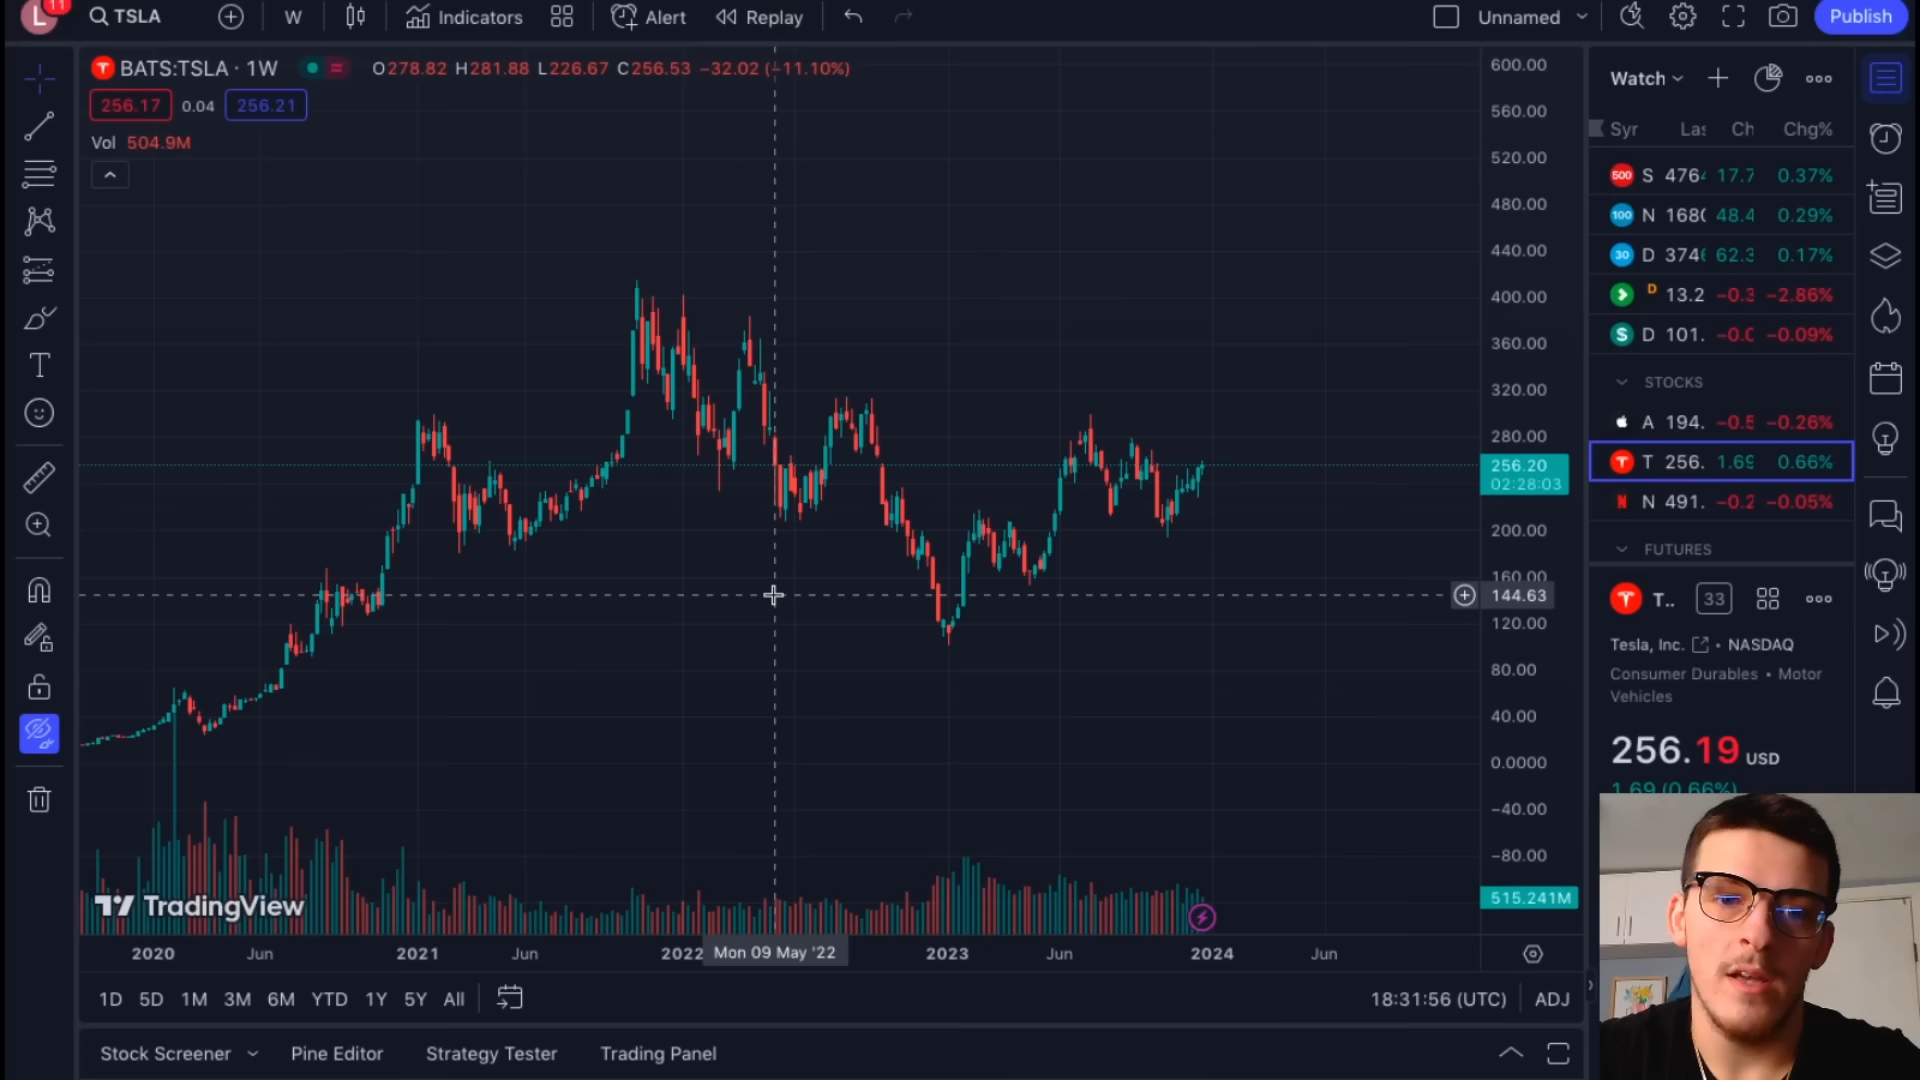 L 11 TSLA W Indicators Alert Replay Unnamed Publish
BATS:TSLA · 1W O278.82 H281.88 L226.67 C256.53 −32.02 (−11.10%)
256.17 0.04 256.21
Vol 504.9M
600.00
560.00
520.00
480.00
440.00
400.00
360.00
320.00
280.00
256.20
02:28:03
200.00
160.00
144.63
120.00
80.00
40.00
0.0000
−40.00
−80.00
515.241M
TradingView
2020 Jun 2021 Jun 2022 Mon 09 May '22 2023 Jun 2024 Jun
1D 5D 1M 3M 6M YTD 1Y 5Y All 18:31:56 (UTC) ADJ
Stock Screener Pine Editor Strategy Tester Trading Panel
Watch
Syr Las Ch Chg%
500 S 4764 17.7 0.37%
100 N 1680 48.4 0.29%
30 D 3746 62.3 0.17%
D 13.2 −0.3 −2.86%
S D 101. −0.0 −0.09%
STOCKS
A 194. −0.5 −0.26%
T 256. 1.69 0.66%
N N 491. −0.2 −0.05%
FUTURES
T.. 33
Tesla, Inc. • NASDAQ
Consumer Durables • Motor
Vehicles
256.19 USD
1.69 (0.66%)